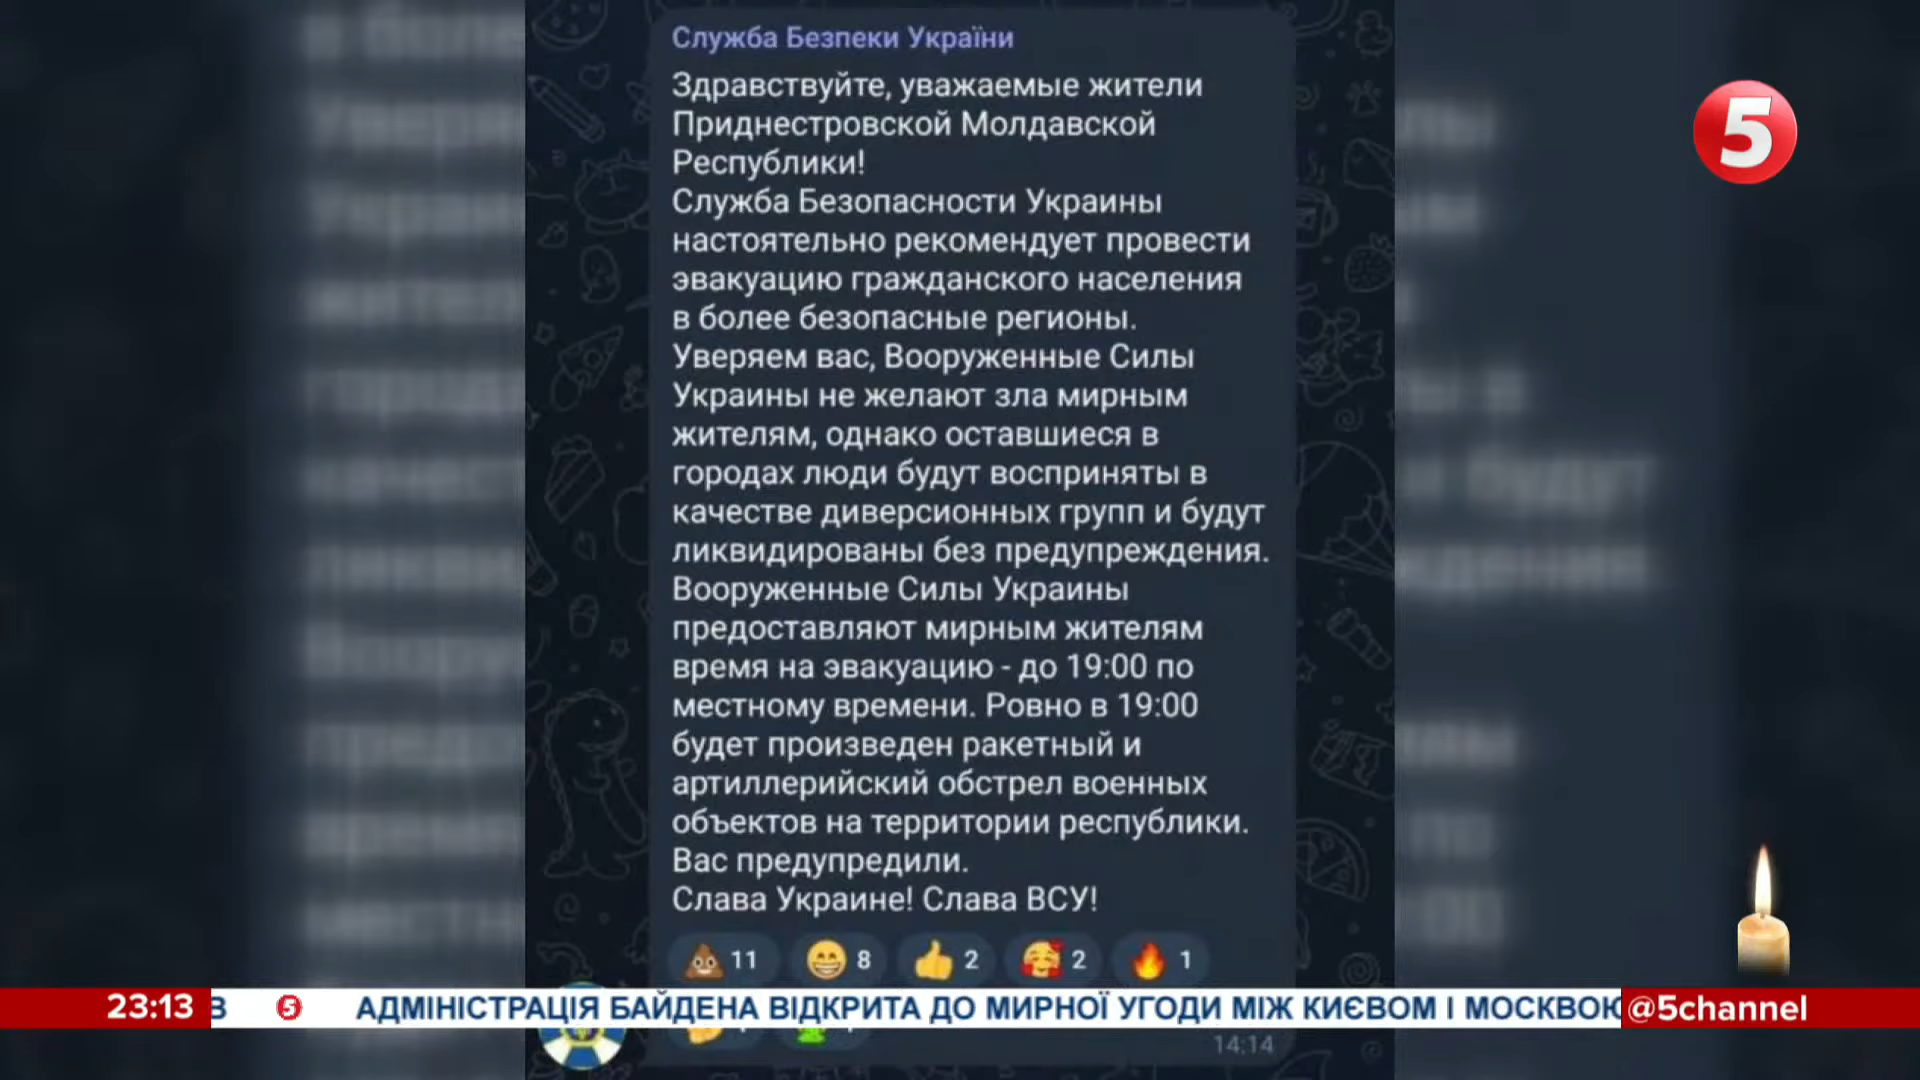 Служба Безпеки України
Здравствуйте, уважаемые жители
Приднестровской Молдавской
Республики!
Служба Безопасности Украины
настоятельно рекомендует провести
эвакуацию гражданского населения
в более безопасные регионы.
Уверяем вас, Вооруженные Силы
Украины не желают зла мирным
жителям, однако оставшиеся в
городах люди будут восприняты в
качестве диверсионных групп и будут
ликвидированы без предупреждения.
Вооруженные Силы Украины
предоставляют мирным жителям
время на эвакуацию - до 19:00 по
местному времени. Ровно в 19:00
будет произведен ракетный и
артиллерийский обстрел военных
объектов на территории республики.
Вас предупредили.
Слава Украине! Слава ВСУ!
11 8 2 2 1
5
23:13 5 АДМІНІСТРАЦІЯ БАЙДЕНА ВІДКРИТА ДО МИРНОЇ УГОДИ МІЖ КИЄВОМ І МОСКВОЮ @5channel
14:14